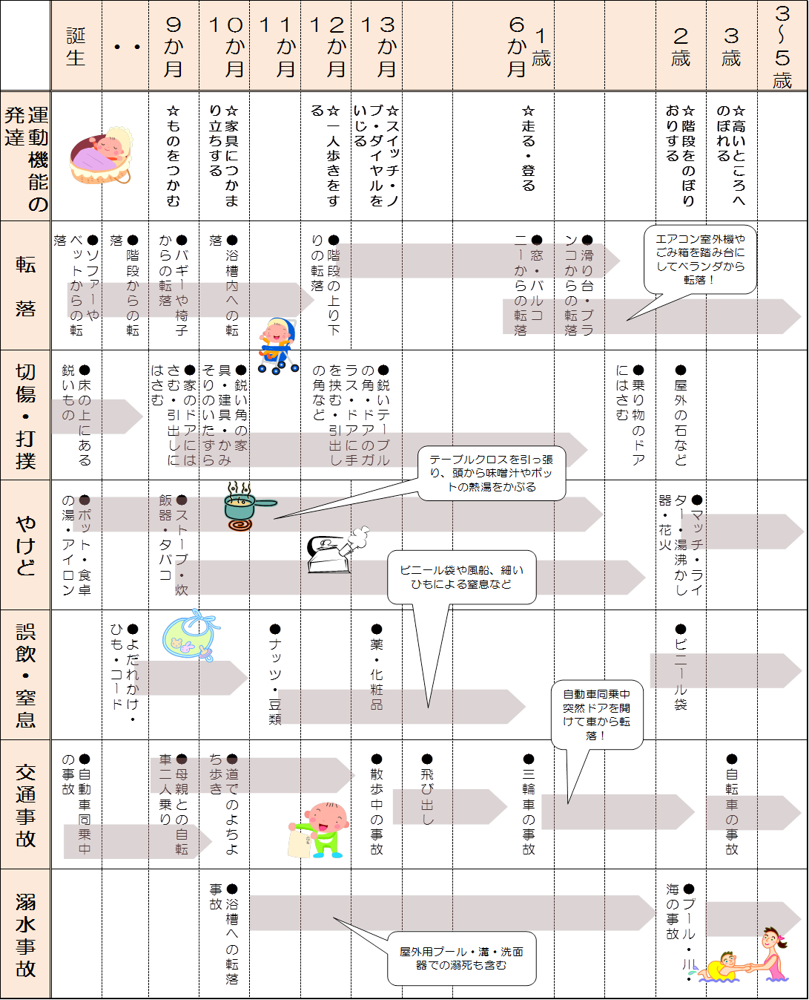 誕生
・・
９か月
１０か月
１１か月
１２か月
１３か月
１歳
６か月
２歳
３歳
３～５歳
運動機能の
発達
☆ものをつかむ
☆家具につかま
り立ちする
☆一人歩きをす
る
☆スイッチ・ノ
ブ・ダイヤルを
いじる
☆走る・登る
☆階段をのぼり
おりする
☆高いところへ
のぼれる
転　落
●ソファーや
ベットからの転
落
●階段からの転
落
●バギーや椅子
からの転落
●浴槽内への転
落
●階段の上り下
りの転落
●窓・バルコ
ニーからの転落
●滑り台・ブラ
ンコからの転落
エアコン室外機や
ごみ箱を踏み台に
してベランダから
転落！
切傷・打撲
●床の上にある
鋭いもの
●家のドアには
さむ・引出しに
はさむ
●鋭い角の家
具・建具・かみ
そりのいたずら
●鋭いテーブル
の角・ドアのガ
ラス・ドアに手
を挟む・引出し
の角など
●乗り物のドア
にはさむ
●屋外の石など
テーブルクロスを引っ張
り、頭から味噌汁やポッ
トの熱湯をかぶる
やけど
●ポット・食卓
の湯・アイロン
●ストーブ・炊
飯器・タバコ
●マッチ・ライ
ター・湯沸かし
器・花火
ビニール袋や風船、細い
ひもによる窒息など
誤飲・窒息
●よだれかけ・
ひも・コード
●ナッツ・豆類
●薬・化粧品
●ビニール袋
自動車同乗中
突然ドアを開
けて車から転
落！
交通事故
●自動車同乗中
の事故
●母親との自転
車二人乗り
●道でのよちよ
ち歩き
●散歩中の事故
●飛び出し
●三輪車の事故
●自転車の事故
溺水事故
●浴槽への転落
事故
●プール・川・
海の事故
屋外用プール・溝・洗面
器での溺死も含む